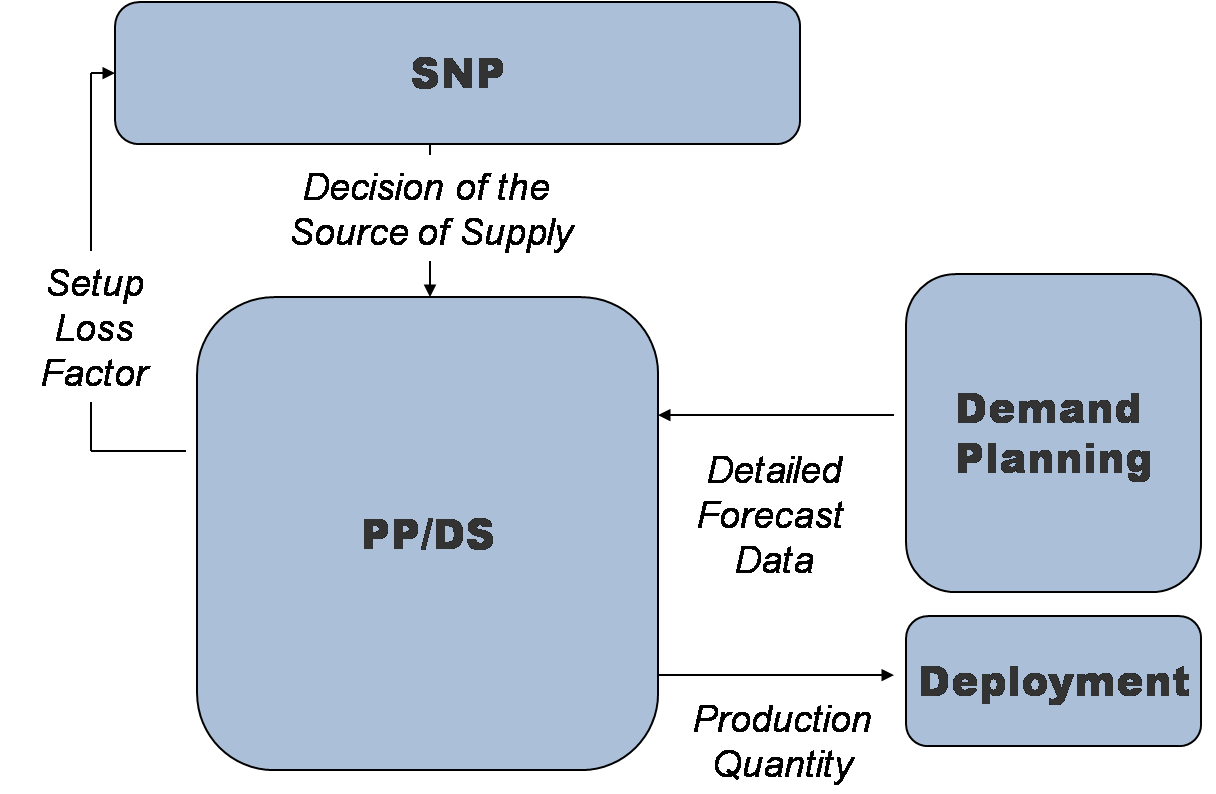 SNP
Decision of the
Source of Supply
Setup
Loss
Factor
PP/DS
Demand
Planning
Detailed
Forecast
Data
Deployment
Production
Quantity